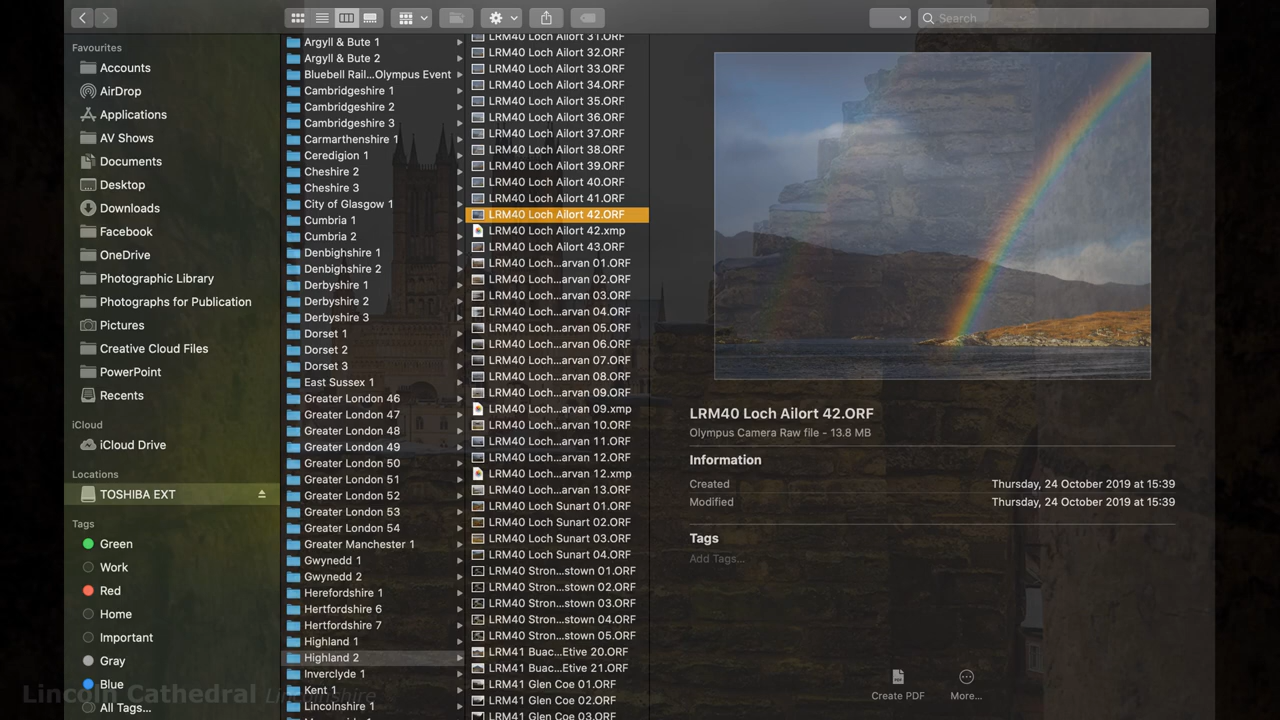 Search
Favourites
Accounts
AirDrop
Applications
AV Shows
Documents
Desktop
Downloads
Facebook
OneDrive
Photographic Library
Photographs for Publication
Pictures
Creative Cloud Files
PowerPoint
Recents
iCloud
iCloud Drive
Locations
TOSHIBA EXT
Tags
Green
Work
Red
Home
Important
Gray
Blue
All Tags...
Argyll & Bute 1
Argyll & Bute 2
Bluebell Rail...Olympus Event
Cambridgeshire 1
Cambridgeshire 2
Cambridgeshire 3
Carmarthenshire 1
Ceredigion 1
Cheshire 2
Cheshire 3
City of Glasgow 1
Cumbria 1
Cumbria 2
Denbighshire 1
Denbighshire 2
Derbyshire 1
Derbyshire 2
Derbyshire 3
Dorset 1
Dorset 2
Dorset 3
East Sussex 1
Greater London 46
Greater London 47
Greater London 48
Greater London 49
Greater London 50
Greater London 51
Greater London 52
Greater London 53
Greater London 54
Greater Manchester 1
Gwynedd 1
Gwynedd 2
Herefordshire 1
Hertfordshire 6
Hertfordshire 7
Highland 1
Highland 2
Inverclyde 1
Kent 1
Lincolnshire 1
LRM40 Loch Ailort 31.ORF
LRM40 Loch Ailort 32.ORF
LRM40 Loch Ailort 33.ORF
LRM40 Loch Ailort 34.ORF
LRM40 Loch Ailort 35.ORF
LRM40 Loch Ailort 36.ORF
LRM40 Loch Ailort 37.ORF
LRM40 Loch Ailort 38.ORF
LRM40 Loch Ailort 39.ORF
LRM40 Loch Ailort 40.ORF
LRM40 Loch Ailort 41.ORF
LRM40 Loch Ailort 42.ORF
LRM40 Loch Ailort 42.xmp
LRM40 Loch Ailort 43.ORF
LRM40 Loch...arvan 01.ORF
LRM40 Loch...arvan 02.ORF
LRM40 Loch...arvan 03.ORF
LRM40 Loch...arvan 04.ORF
LRM40 Loch...arvan 05.ORF
LRM40 Loch...arvan 06.ORF
LRM40 Loch...arvan 07.ORF
LRM40 Loch...arvan 08.ORF
LRM40 Loch...arvan 09.ORF
LRM40 Loch...arvan 09.xmp
LRM40 Loch...arvan 10.ORF
LRM40 Loch...arvan 11.ORF
LRM40 Loch...arvan 12.ORF
LRM40 Loch...arvan 12.xmp
LRM40 Loch...arvan 13.ORF
LRM40 Loch Sunart 01.ORF
LRM40 Loch Sunart 02.ORF
LRM40 Loch Sunart 03.ORF
LRM40 Loch Sunart 04.ORF
LRM40 Stron...stown 01.ORF
LRM40 Stron...stown 02.ORF
LRM40 Stron...stown 03.ORF
LRM40 Stron...stown 04.ORF
LRM40 Stron...stown 05.ORF
LRM41 Buac...Etive 20.ORF
LRM41 Buac...Etive 21.ORF
LRM41 Glen Coe 01.ORF
LRM41 Glen Coe 02.ORF
LRM41 Glen Coe 03.ORF
LRM40 Loch Ailort 42.ORF
Olympus Camera Raw file - 13.8 MB
Information
Created Thursday, 24 October 2019 at 15:39
Modified Thursday, 24 October 2019 at 15:39
Tags
Add Tags...
Create PDF
More...
Lincoln Cathedral Lincolnshire